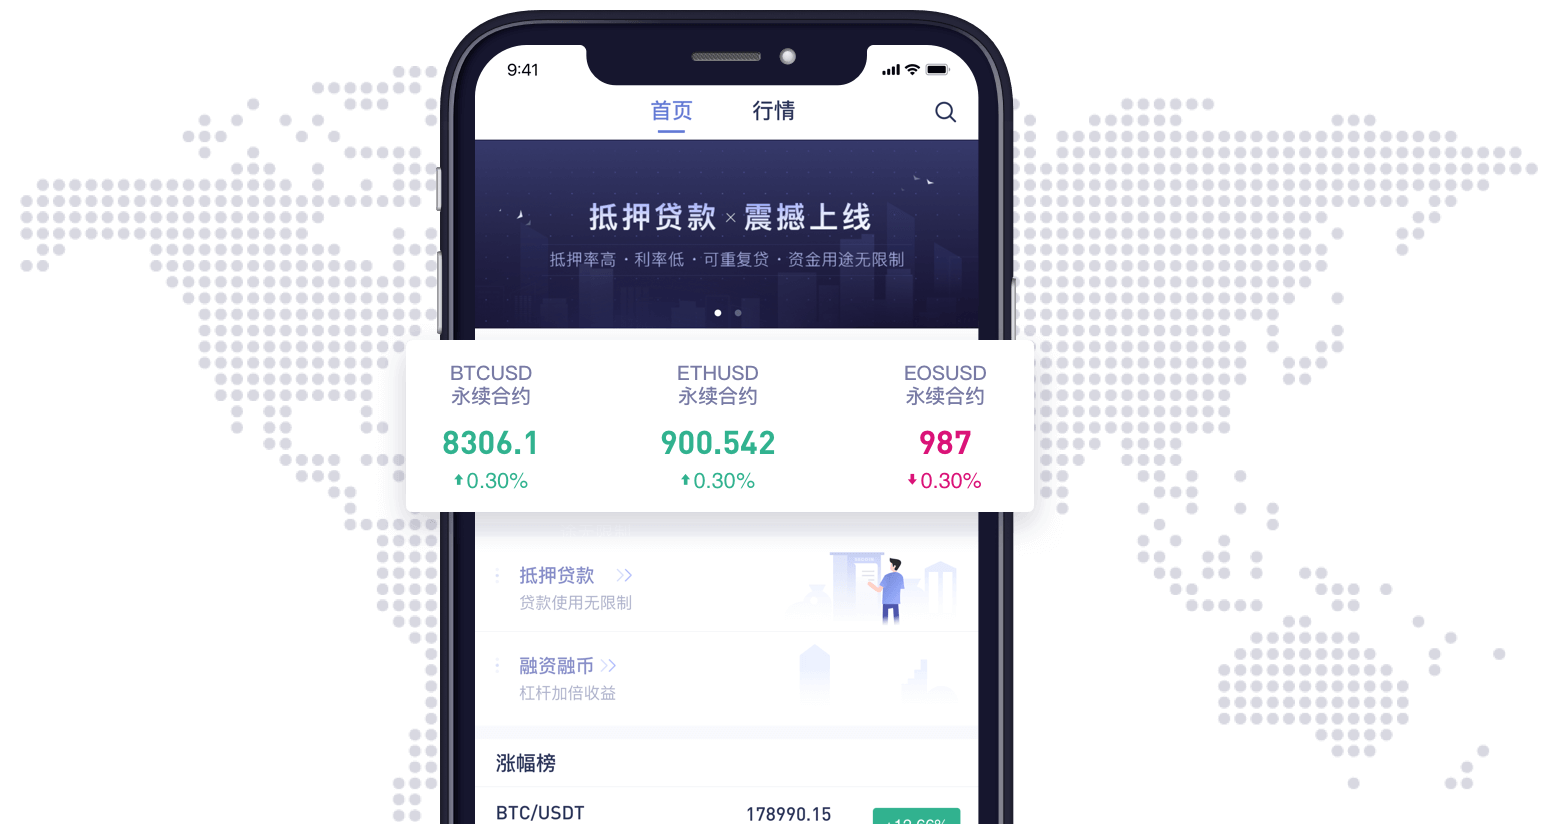 9:41
首页 行情
抵押贷款×震撼上线
抵押率高·利率低·可重复贷·资金用途无限制
BTCUSD ETHUSD EOSUSD
永续合约 永续合约 永续合约
8306.1 900.542 987
0.30% 0.30% 0.30%
抵押贷款
贷款使用无限制
融资融币
杠杆加倍收益
涨幅榜
BTC/USDT 178990.15